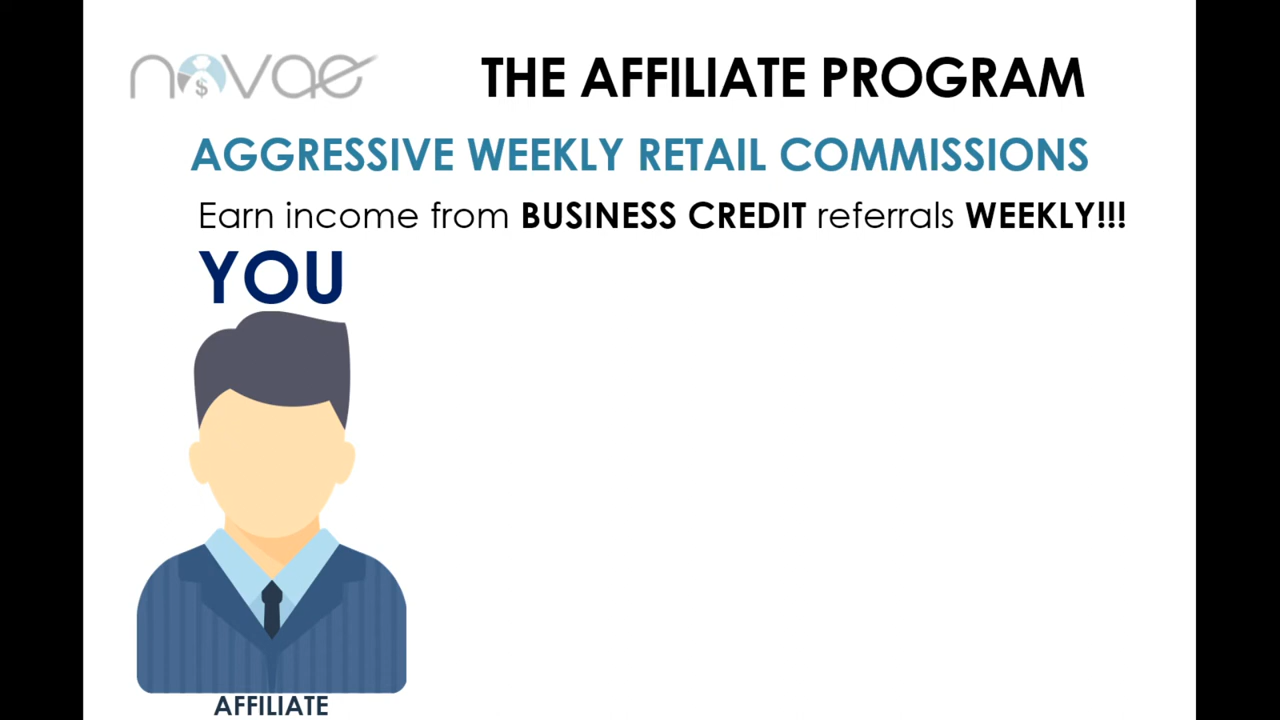 novae
THE AFFILIATE PROGRAM
AGGRESSIVE WEEKLY RETAIL COMMISSIONS
Earn income from BUSINESS CREDIT referrals WEEKLY!!!
YOU
AFFILIATE